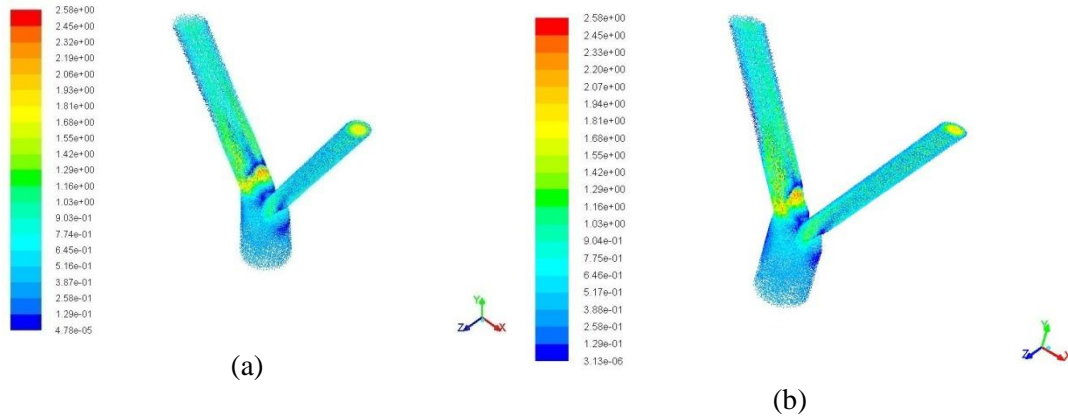 2.58e+00
2.45e+00
2.32e+00
2.19e+00
2.06e+00
1.93e+00
1.81e+00
1.68e+00
1.55e+00
1.42e+00
1.29e+00
1.16e+00
1.03e+00
9.03e-01
7.74e-01
6.45e-01
5.16e-01
3.87e-01
2.58e-01
1.29e-01
4.78e-05
Y
Z
X
(a)
2.58e+00
2.45e+00
2.33e+00
2.20e+00
2.07e+00
1.94e+00
1.81e+00
1.68e+00
1.55e+00
1.42e+00
1.29e+00
1.16e+00
1.03e+00
9.04e-01
7.75e-01
6.46e-01
5.17e-01
3.88e-01
2.58e-01
1.29e-01
3.13e-06
Y
Z
X
(b)